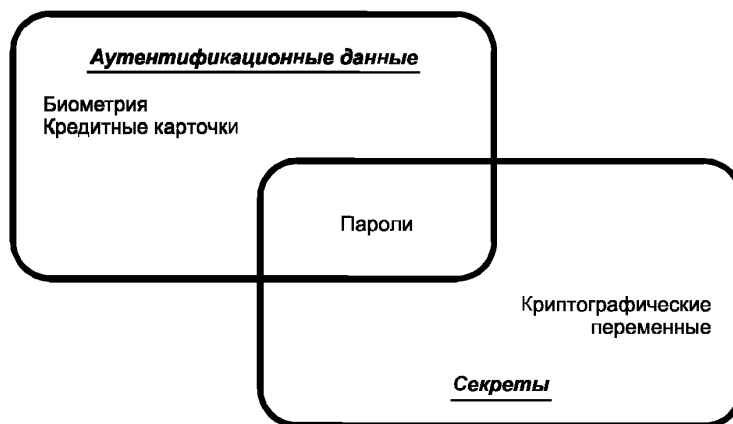 Аутентификационные данные
Биометрия
Кредитные карточки
Пароли
Криптографические
переменные
Секреты